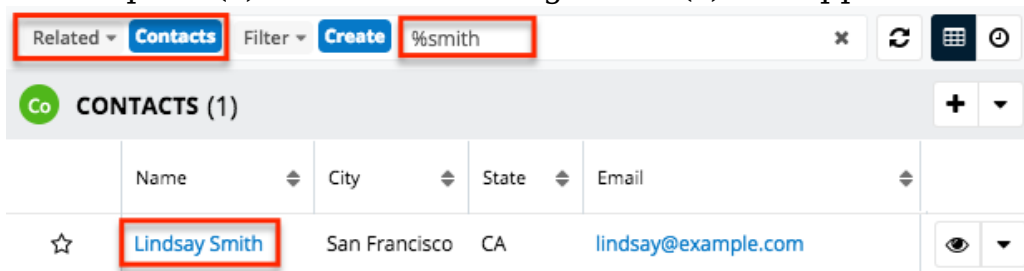 Related Contacts Filter Create %smith
Co CONTACTS (1)
Name City State Email
Lindsay Smith San Francisco CA lindsay@example.com